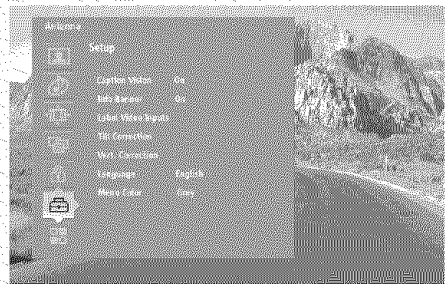 Antenna
Setup
Caption Vision On
Info Banner On
Label Video Inputs
Tilt Correction
Vert. Correction
Language English
Menu Color Grey